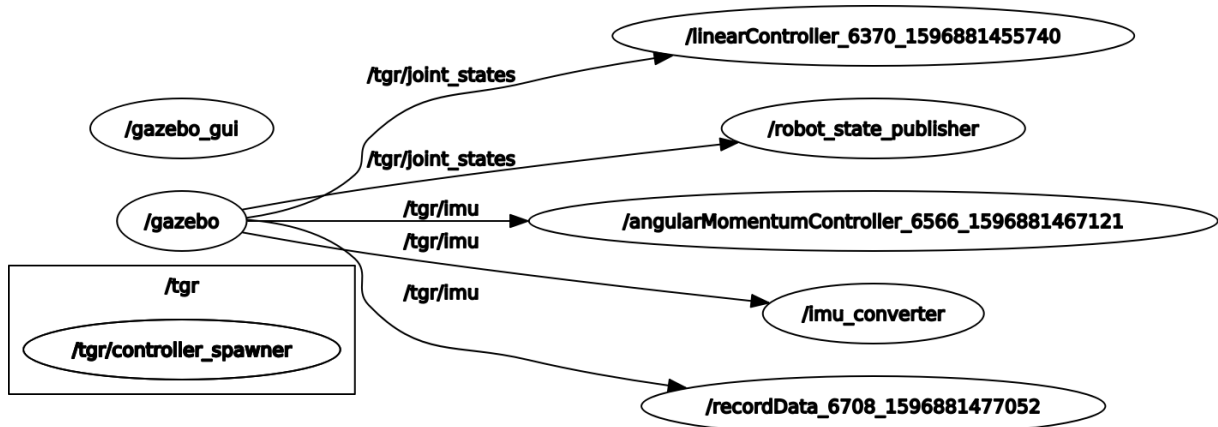 /linearController_6370_1596881455740
/tgr/joint_states
/gazebo_gui
/robot_state_publisher
/tgr/joint_states
/tgr/imu
/gazebo
/angularMomentumController_6566_1596881467121
/tgr/imu
/tgr
/tgr/imu
/imu_converter
/tgr/controller_spawner
/recordData_6708_1596881477052